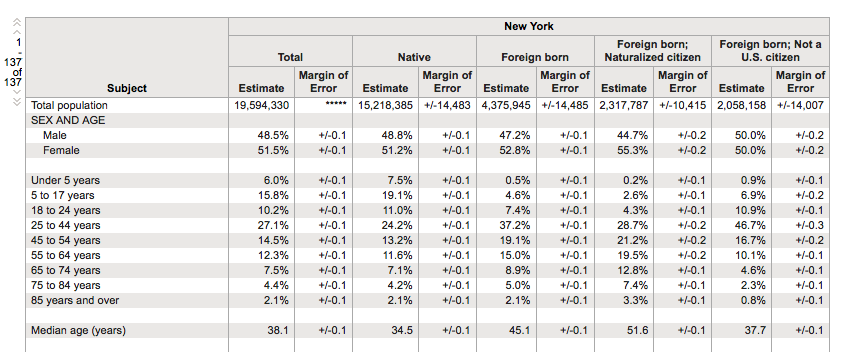 1
-
137
of
137
New York
Total Native Foreign born Foreign born; Naturalized citizen Foreign born; Not a U.S. citizen
Subject Estimate Margin of Error Estimate Margin of Error Estimate Margin of Error Estimate Margin of Error Estimate Margin of Error
Total population 19,594,330 ***** 15,218,385 +/-14,483 4,375,945 +/-14,485 2,317,787 +/-10,415 2,058,158 +/-14,007
SEX AND AGE
Male 48.5% +/-0.1 48.8% +/-0.1 47.2% +/-0.1 44.7% +/-0.2 50.0% +/-0.2
Female 51.5% +/-0.1 51.2% +/-0.1 52.8% +/-0.1 55.3% +/-0.2 50.0% +/-0.2
Under 5 years 6.0% +/-0.1 7.5% +/-0.1 0.5% +/-0.1 0.2% +/-0.1 0.9% +/-0.1
5 to 17 years 15.8% +/-0.1 19.1% +/-0.1 4.6% +/-0.1 2.6% +/-0.1 6.9% +/-0.2
18 to 24 years 10.2% +/-0.1 11.0% +/-0.1 7.4% +/-0.1 4.3% +/-0.1 10.9% +/-0.1
25 to 44 years 27.1% +/-0.1 24.2% +/-0.1 37.2% +/-0.1 28.7% +/-0.2 46.7% +/-0.3
45 to 54 years 14.5% +/-0.1 13.2% +/-0.1 19.1% +/-0.1 21.2% +/-0.2 16.7% +/-0.2
55 to 64 years 12.3% +/-0.1 11.6% +/-0.1 15.0% +/-0.1 19.5% +/-0.2 10.1% +/-0.1
65 to 74 years 7.5% +/-0.1 7.1% +/-0.1 8.9% +/-0.1 12.8% +/-0.1 4.6% +/-0.1
75 to 84 years 4.4% +/-0.1 4.2% +/-0.1 5.0% +/-0.1 7.4% +/-0.1 2.3% +/-0.1
85 years and over 2.1% +/-0.1 2.1% +/-0.1 2.1% +/-0.1 3.3% +/-0.1 0.8% +/-0.1
Median age (years) 38.1 +/-0.1 34.5 +/-0.1 45.1 +/-0.1 51.6 +/-0.1 37.7 +/-0.1